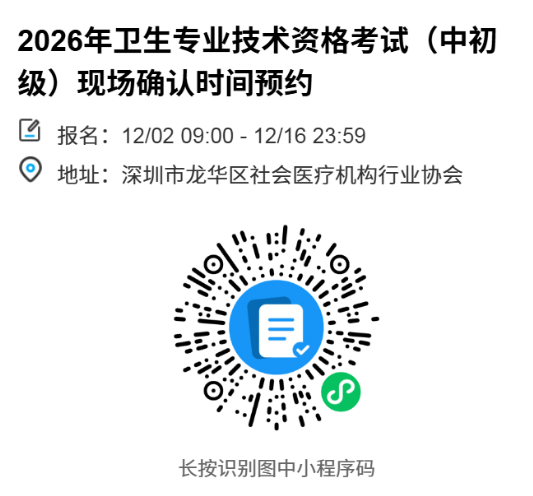 2026年卫生专业技术资格考试（中初
级）现场确认时间预约
报名：12/02 09:00 - 12/16 23:59
地址：深圳市龙华区社会医疗机构行业协会
长按识别图中小程序码